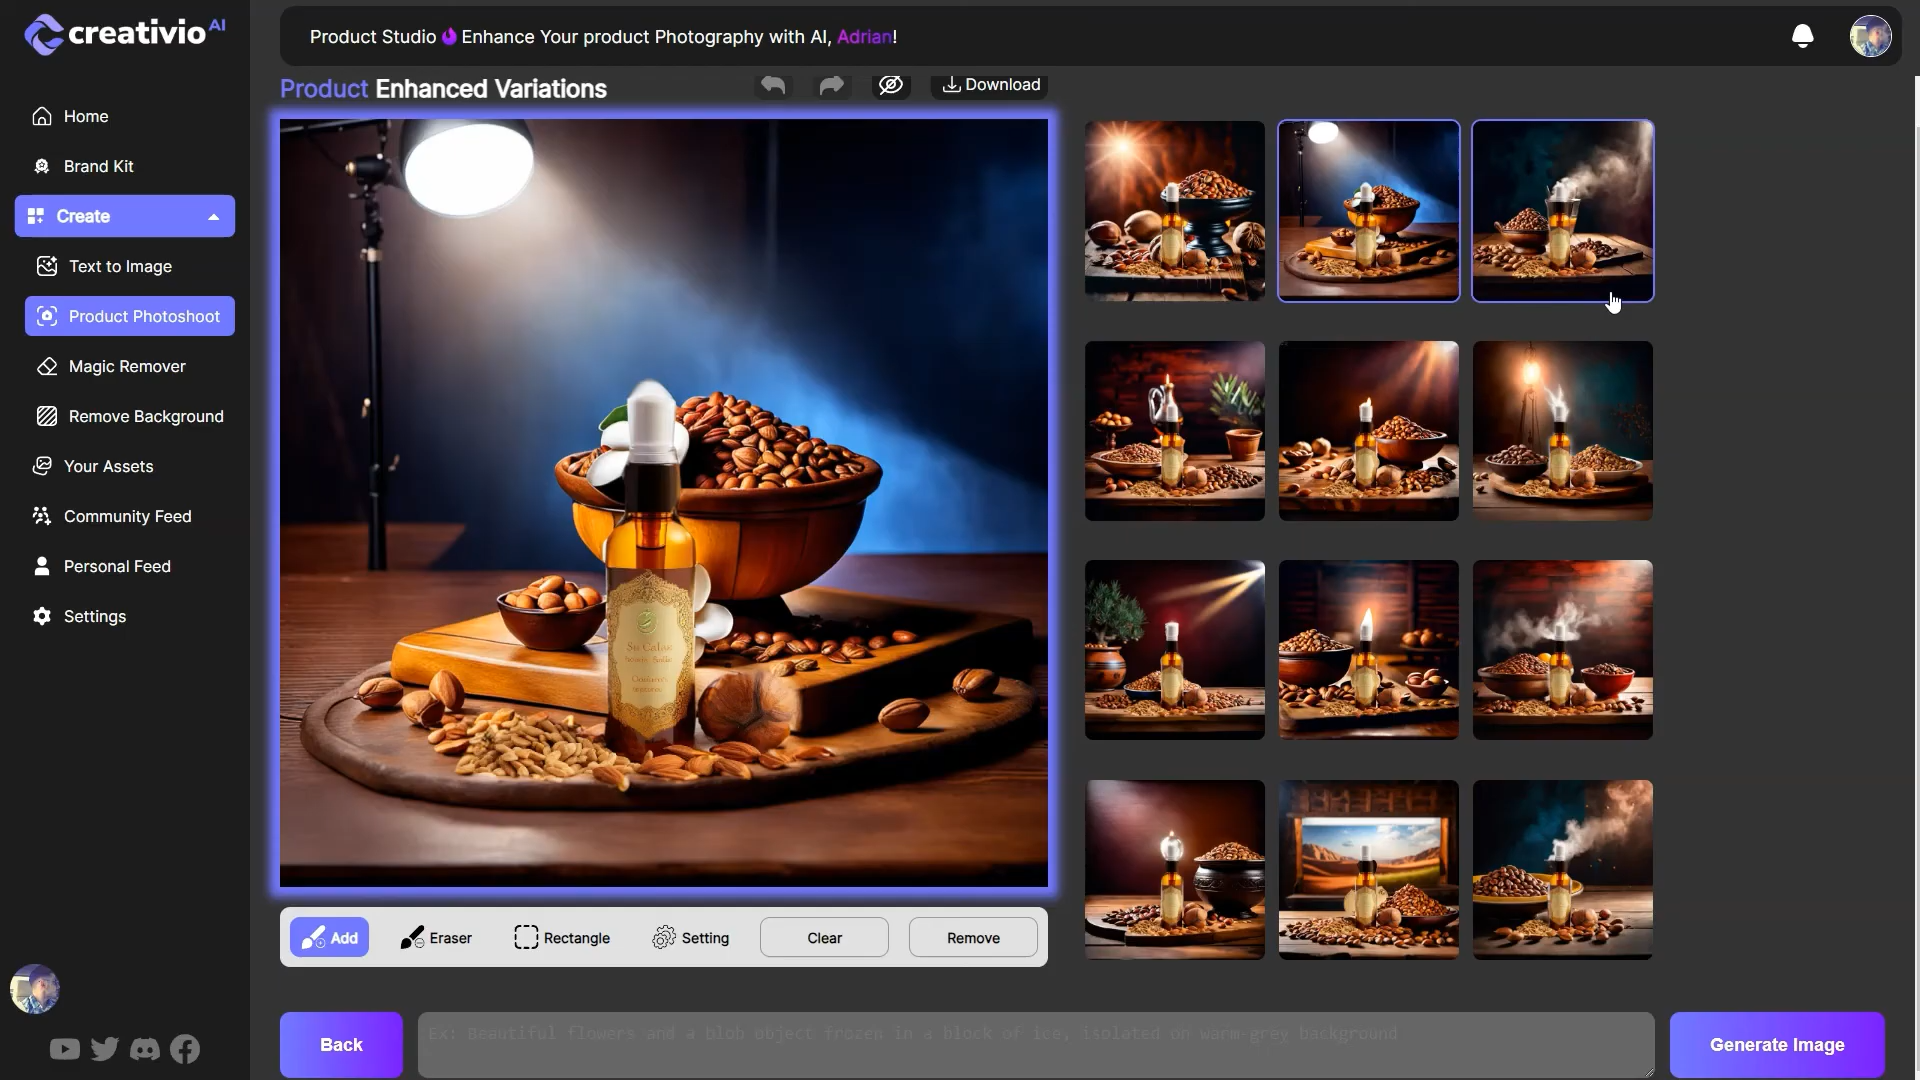 creativio AI
Product Studio Enhance Your product Photography with AI, Adrian!
Product Enhanced Variations
Download
Home
Brand Kit
Create
Text to Image
Product Photoshoot
Magic Remover
Remove Background
Your Assets
Community Feed
Personal Feed
Settings
Add
Eraser
Rectangle
Setting
Clear
Remove
Back
Ex: Beautiful flowers and a blob object frozen in a block of ice, isolated on warm-grey background
Generate Image